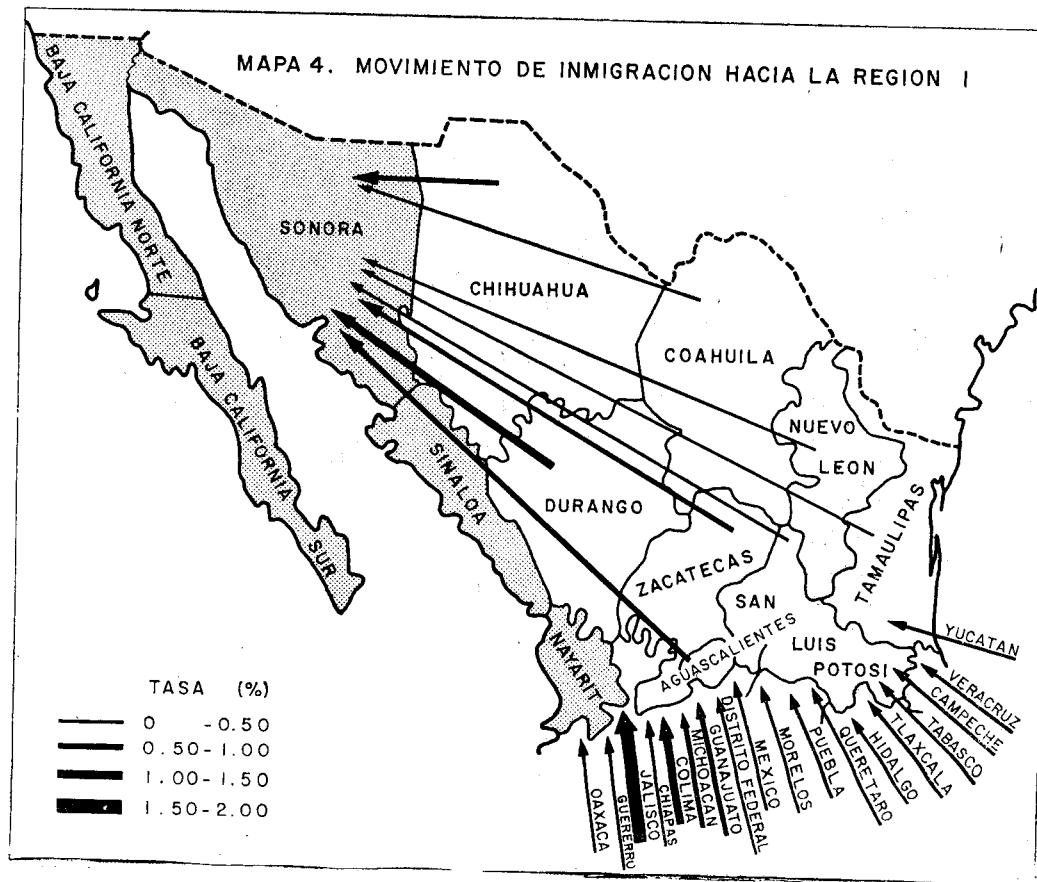 MAPA 4. MOVIMIENTO DE INMIGRACION HACIA LA REGION I
BAJA CALIFORNIA NORTE
SONORA
CHIHUAHUA
COAHUILA
BAJA CALIFORNIA SUR
NUEVO
LEON
SINALOA
DURANGO
TAMAULIPAS
ZACATECAS
SAN
LUIS
POTOSI
AGUASCALIENTES
NAYARIT
YUCATAN
VERACRUZ
CAMPECHE
TABASCO
TLAXCALA
HIDALGO
QUERETARO
PUEBLA
MORELOS
MEXICO
DISTRITO FEDERAL
GUANAJUATO
MICHOACAN
COLIMA
CHIAPAS
JALISCO
GUERERRO
OAXACA
TASA (%)
0 -0.50
0.50-1.00
1.00-1.50
1.50-2.00